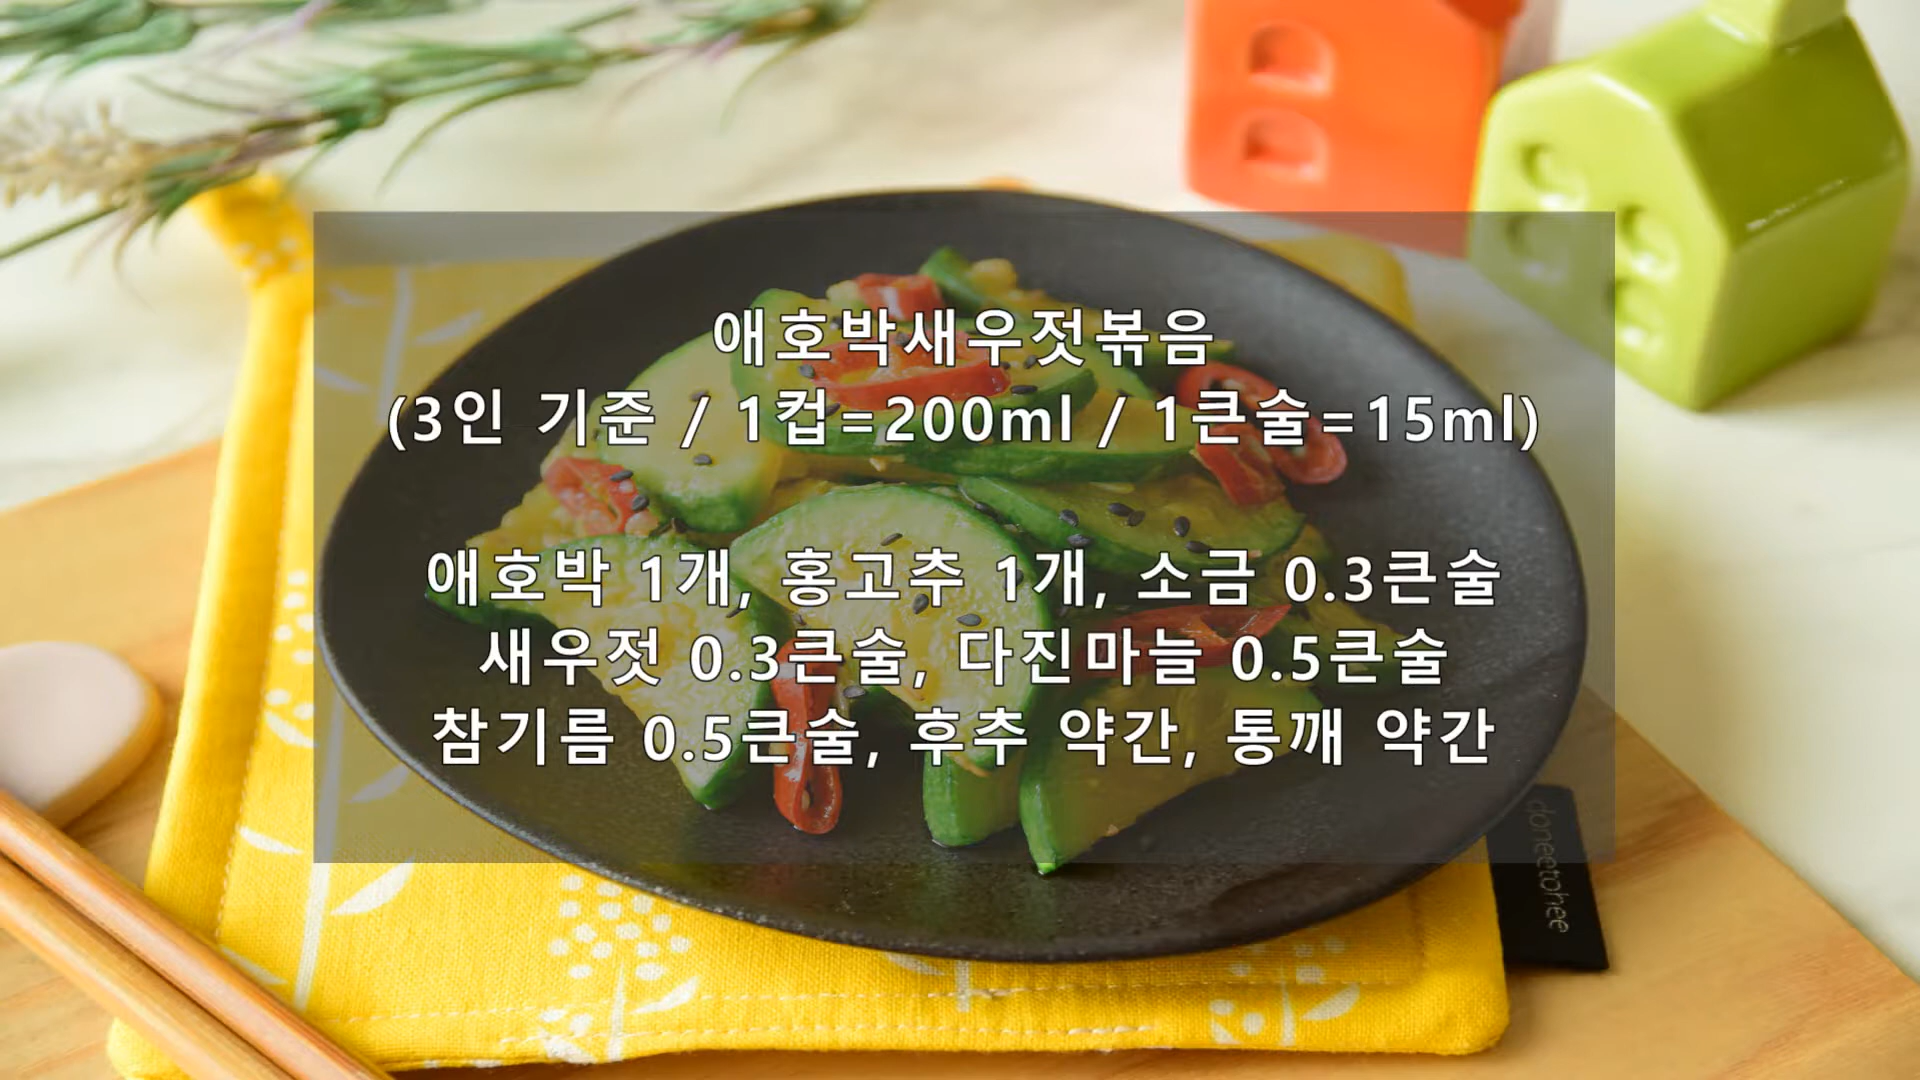 애호박새우젓볶음
(3인 기준 / 1컵=200ml / 1큰술=15ml)
애호박 1개, 홍고추 1개, 소금 0.3큰술
새우젓 0.3큰술, 다진마늘 0.5큰술
참기름 0.5큰술, 후추 약간, 통깨 약간
doneetohee